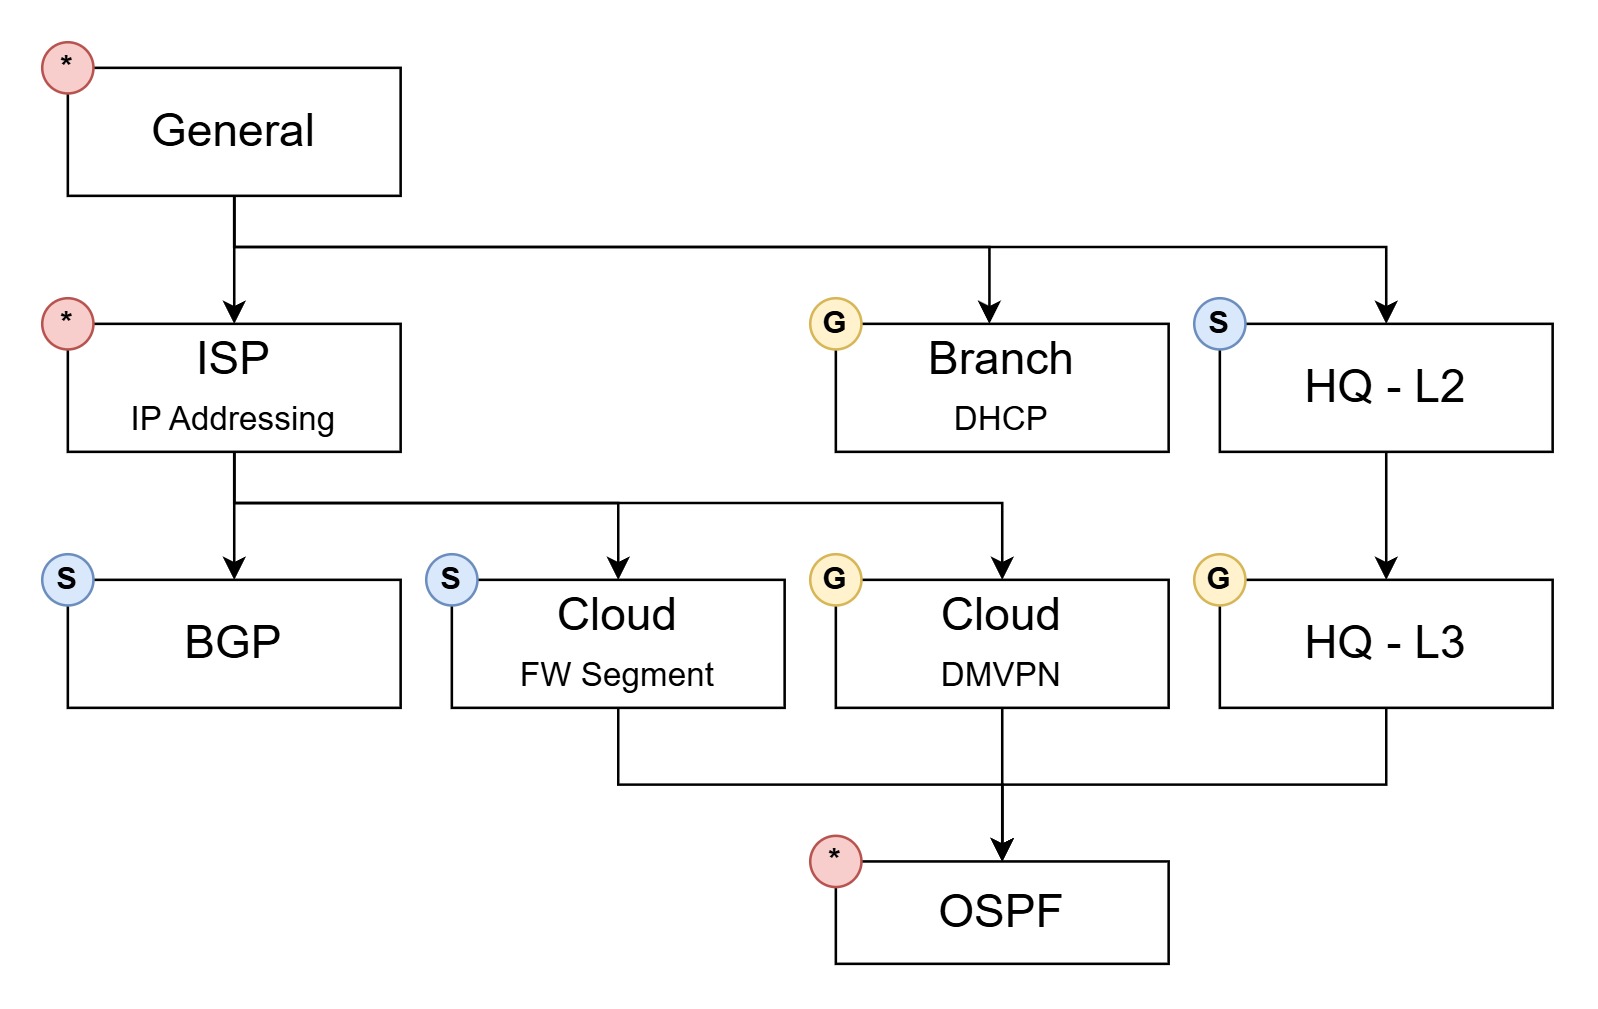 *
General
*
ISP
IP Addressing
G
Branch
DHCP
S
HQ - L2
S
BGP
S
Cloud
FW Segment
G
Cloud
DMVPN
G
HQ - L3
*
OSPF